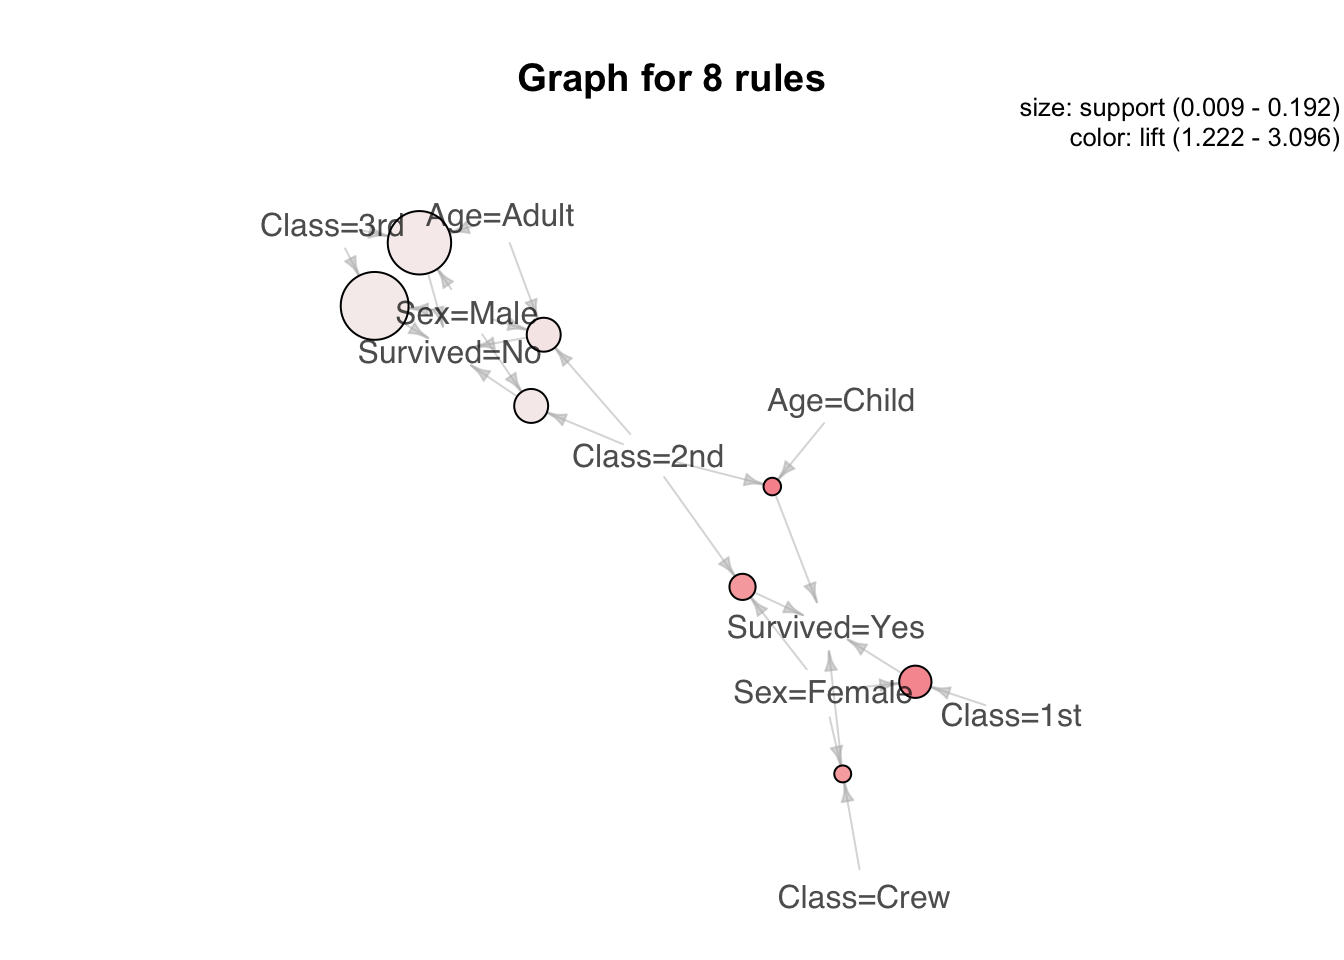 Graph for 8 rules
size: support (0.009 - 0.192)
color: lift (1.222 - 3.096)
Class=3rd
Age=Adult
Sex=Male
Survived=No
Age=Child
Class=2nd
Survived=Yes
Sex=Female
Class=1st
Class=Crew